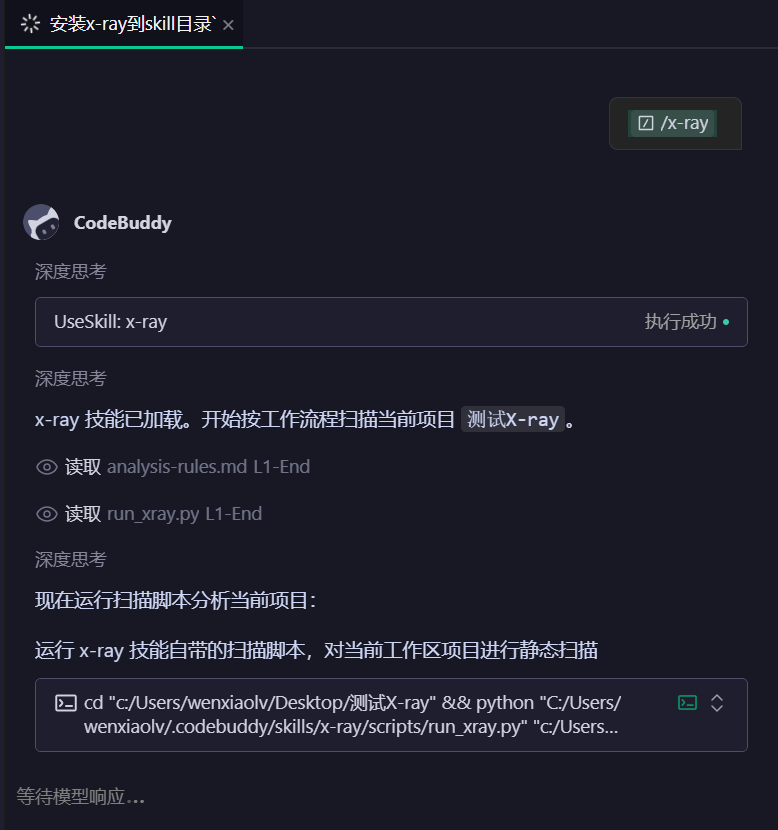 安装x-ray到skill目录`
/x-ray
CodeBuddy
深度思考
UseSkill: x-ray 执行成功
深度思考
x-ray 技能已加载。开始按工作流程扫描当前项目 测试X-ray 。
读取 analysis-rules.md L1-End
读取 run_xray.py L1-End
深度思考
现在运行扫描脚本分析当前项目：
运行 x-ray 技能自带的扫描脚本，对当前工作区项目进行静态扫描
cd "c:/Users/wenxiaolv/Desktop/测试X-ray" && python "C:/Users/
wenxiaolv/.codebuddy/skills/x-ray/scripts/run_xray.py" "c:/Users...
等待模型响应...